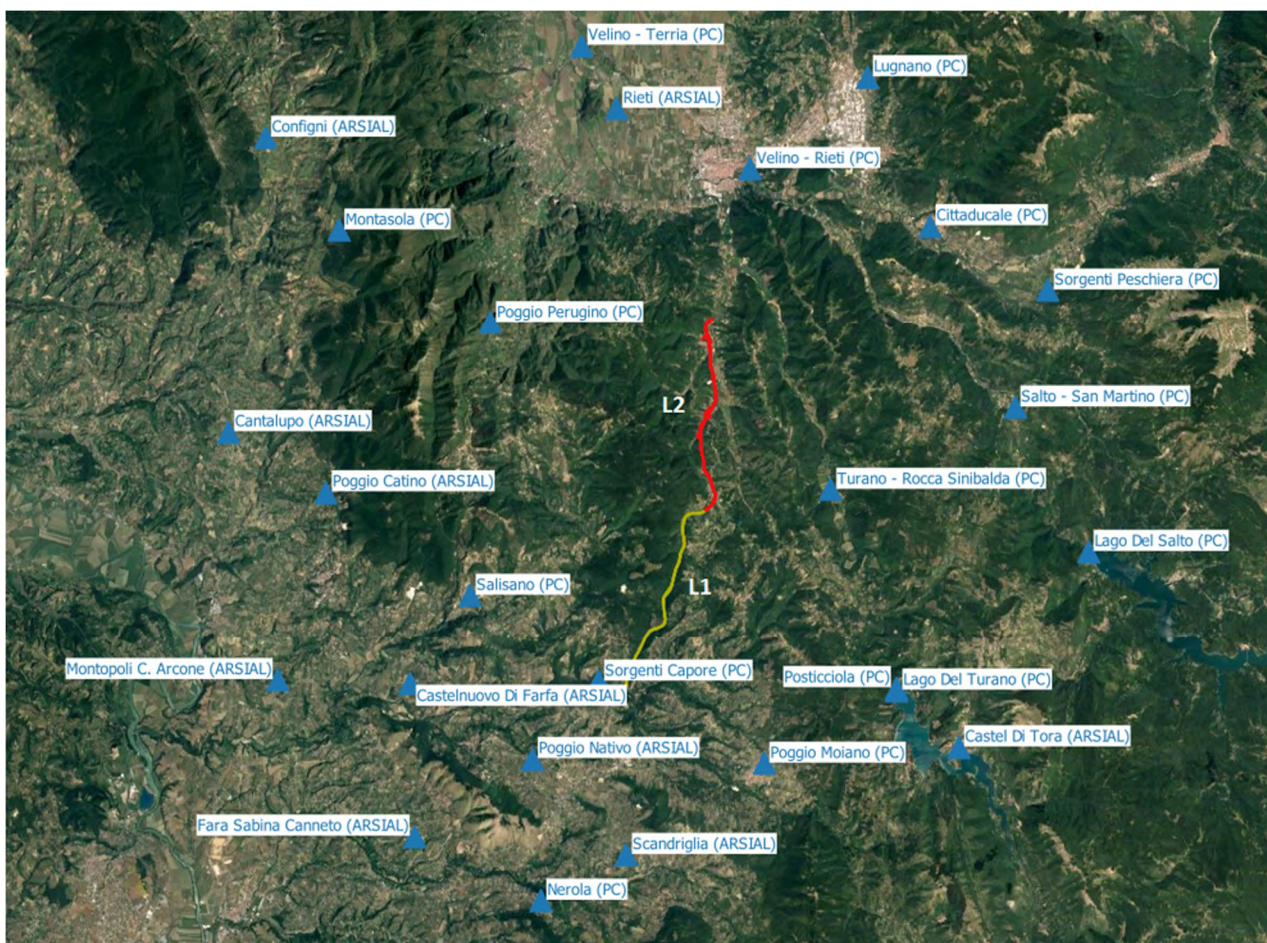 Velino - Terria (PC)
Lugnano (PC)
Rieti (ARSIAL)
Configni (ARSIAL)
Velino - Rieti (PC)
Montasola (PC)
Cittaducale (PC)
Sorgenti Peschiera (PC)
Poggio Perugino (PC)
Salto - San Martino (PC)
L2
Cantalupo (ARSIAL)
Poggio Catino (ARSIAL)
Turano - Rocca Sinibalda (PC)
Lago Del Salto (PC)
Salisano (PC)
L1
Montopoli C. Arcone (ARSIAL)
Sorgenti Capore (PC)
Posticciola (PC)
Lago Del Turano (PC)
Castelnuovo Di Farfa (ARSIAL)
Castel Di Tora (ARSIAL)
Poggio Nativo (ARSIAL)
Poggio Moiano (PC)
Fara Sabina Canneto (ARSIAL)
Scandriglia (ARSIAL)
Nerola (PC)